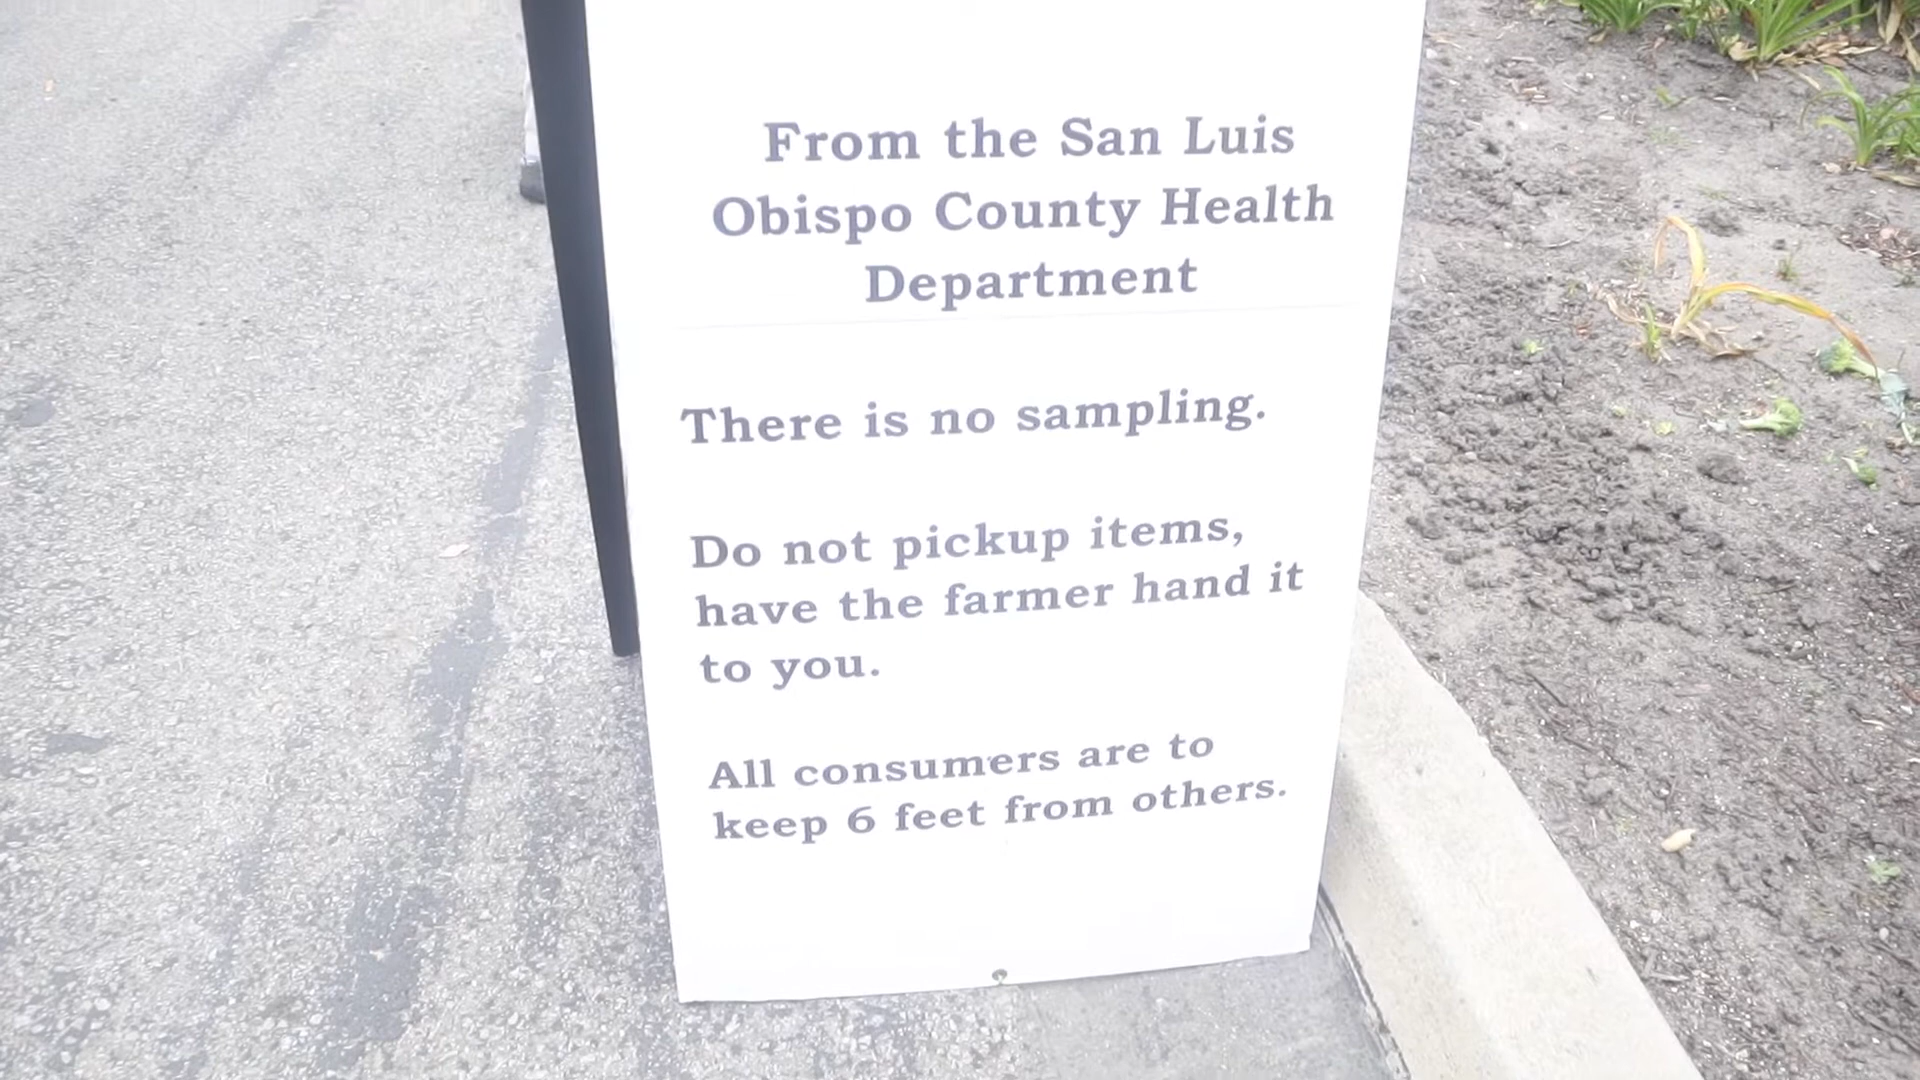 From the San Luis
Obispo County Health
Department
There is no sampling.
Do not pickup items,
have the farmer hand it
to you.
All consumers are to
keep 6 feet from others.